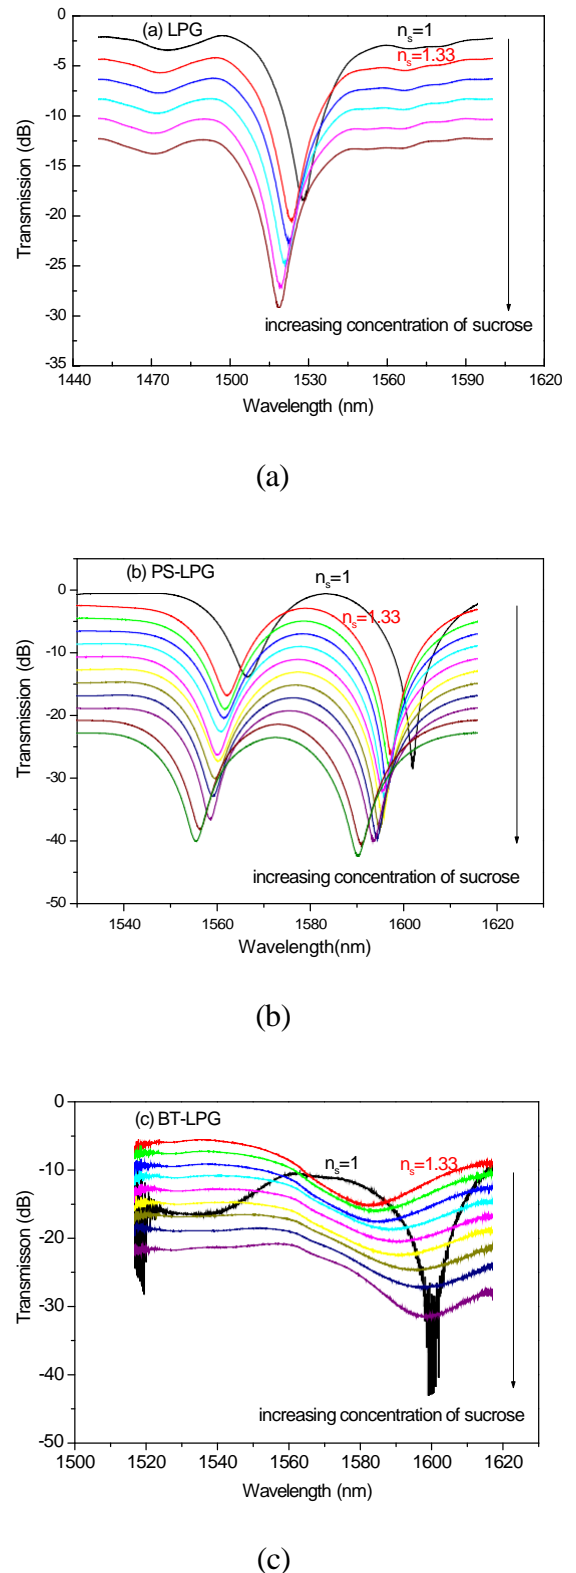 0
-5
-10
-15
-20
-25
-30
-35
1440 1470 1500 1530 1560 1590 1620
Transmission (dB)
Wavelength (nm)
(a) LPG
nₛ=1
nₛ=1.33
increasing concentration of sucrose
(a)
0
-10
-20
-30
-40
-50
1540 1560 1580 1600 1620
Transmission (dB)
Wavelength(nm)
(b) PS-LPG
nₛ=1
nₛ=1.33
increasing concentration of sucrose
(b)
0
-10
-20
-30
-40
-50
1500 1520 1540 1560 1580 1600 1620
Transmisson (dB)
Wavelength (nm)
(c) BT-LPG
nₛ=1
nₛ=1.33
increasing concentration of sucrose
(c)